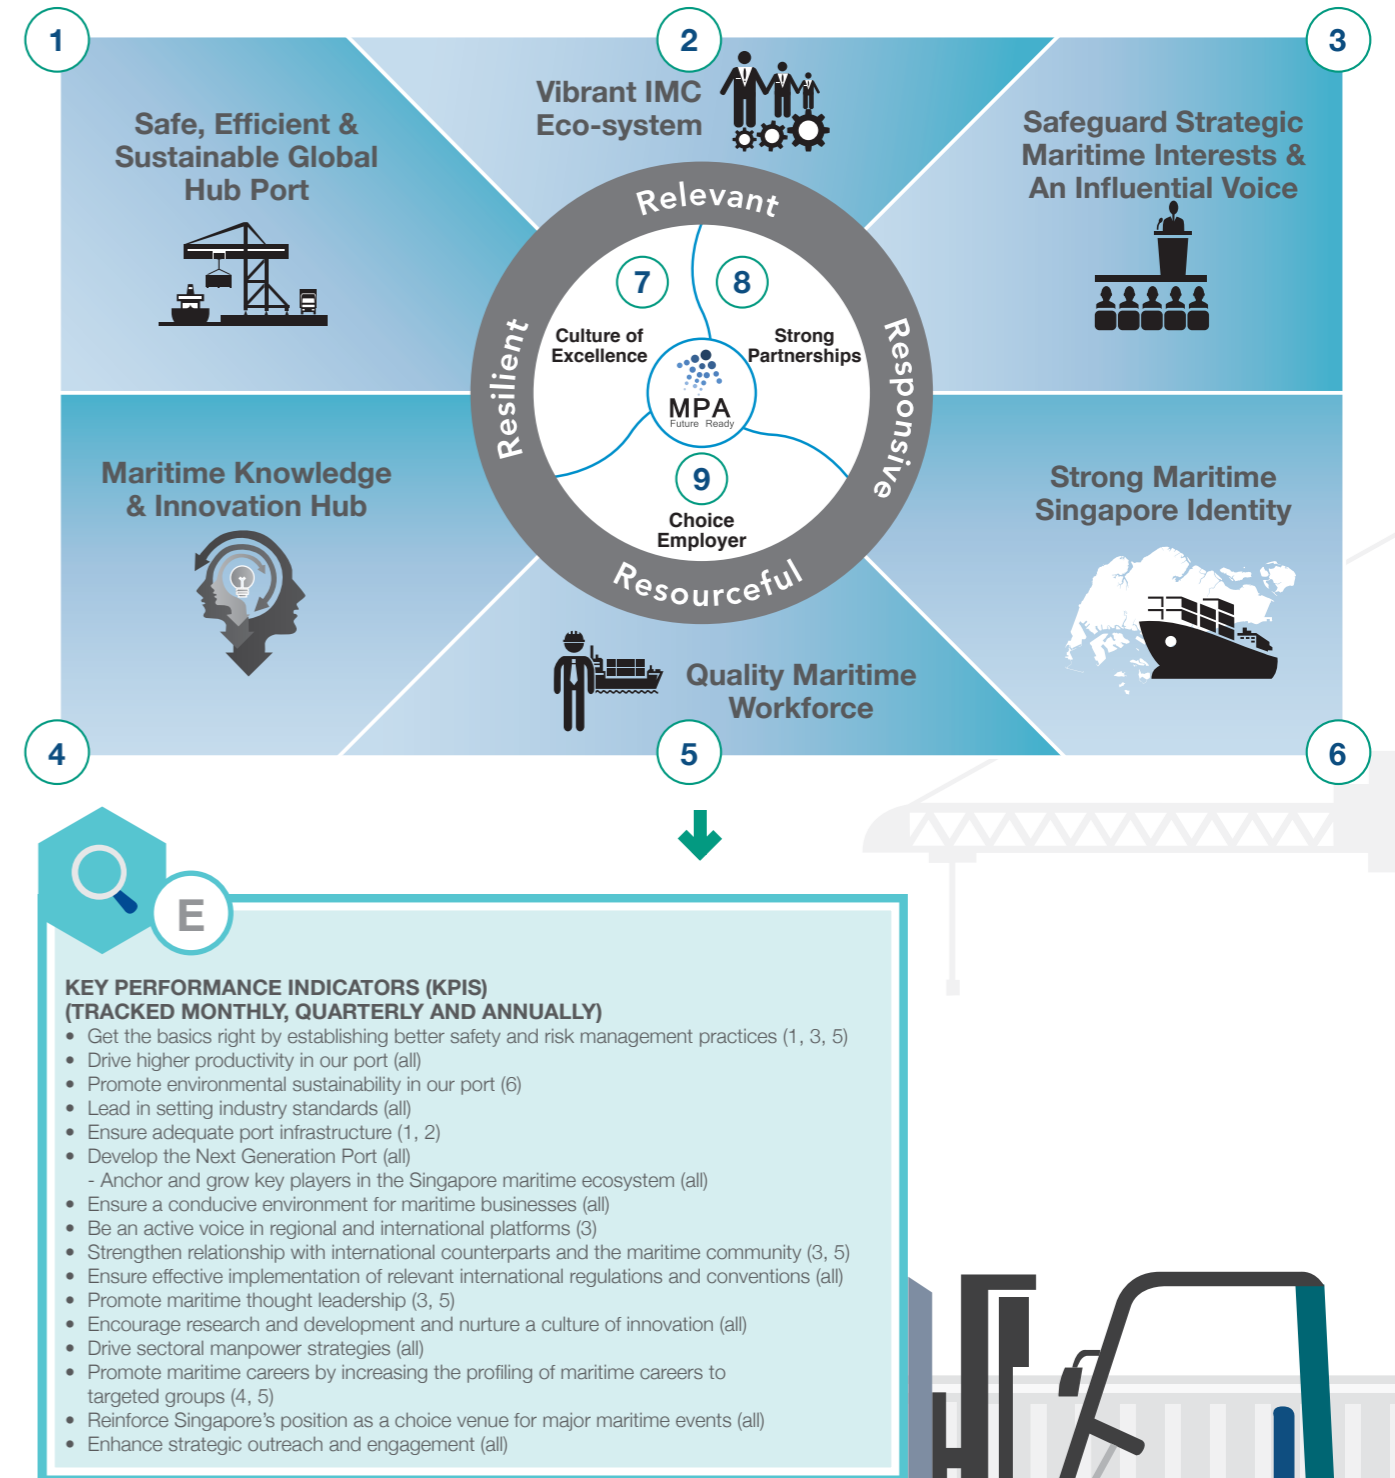 1
2
3
Safe, Efficient &
Sustainable Global
Hub Port
Vibrant IMC
Eco-system
Safeguard Strategic
Maritime Interests &
An Influential Voice
Relevant
Resilient
Responsive
Resourceful
7
8
Culture of
Excellence
Strong
Partnerships
MPA
Future Ready
9
Choice
Employer
Maritime Knowledge
& Innovation Hub
Strong Maritime
Singapore Identity
Quality Maritime
Workforce
4
5
6
E
KEY PERFORMANCE INDICATORS (KPIS)
(TRACKED MONTHLY, QUARTERLY AND ANNUALLY)
• Get the basics right by establishing better safety and risk management practices (1, 3, 5)
• Drive higher productivity in our port (all)
• Promote environmental sustainability in our port (6)
• Lead in setting industry standards (all)
• Ensure adequate port infrastructure (1, 2)
• Develop the Next Generation Port (all)
- Anchor and grow key players in the Singapore maritime ecosystem (all)
• Ensure a conducive environment for maritime businesses (all)
• Be an active voice in regional and international platforms (3)
• Strengthen relationship with international counterparts and the maritime community (3, 5)
• Ensure effective implementation of relevant international regulations and conventions (all)
• Promote maritime thought leadership (3, 5)
• Encourage research and development and nurture a culture of innovation (all)
• Drive sectoral manpower strategies (all)
• Promote maritime careers by increasing the profiling of maritime careers to
targeted groups (4, 5)
• Reinforce Singapore's position as a choice venue for major maritime events (all)
• Enhance strategic outreach and engagement (all)